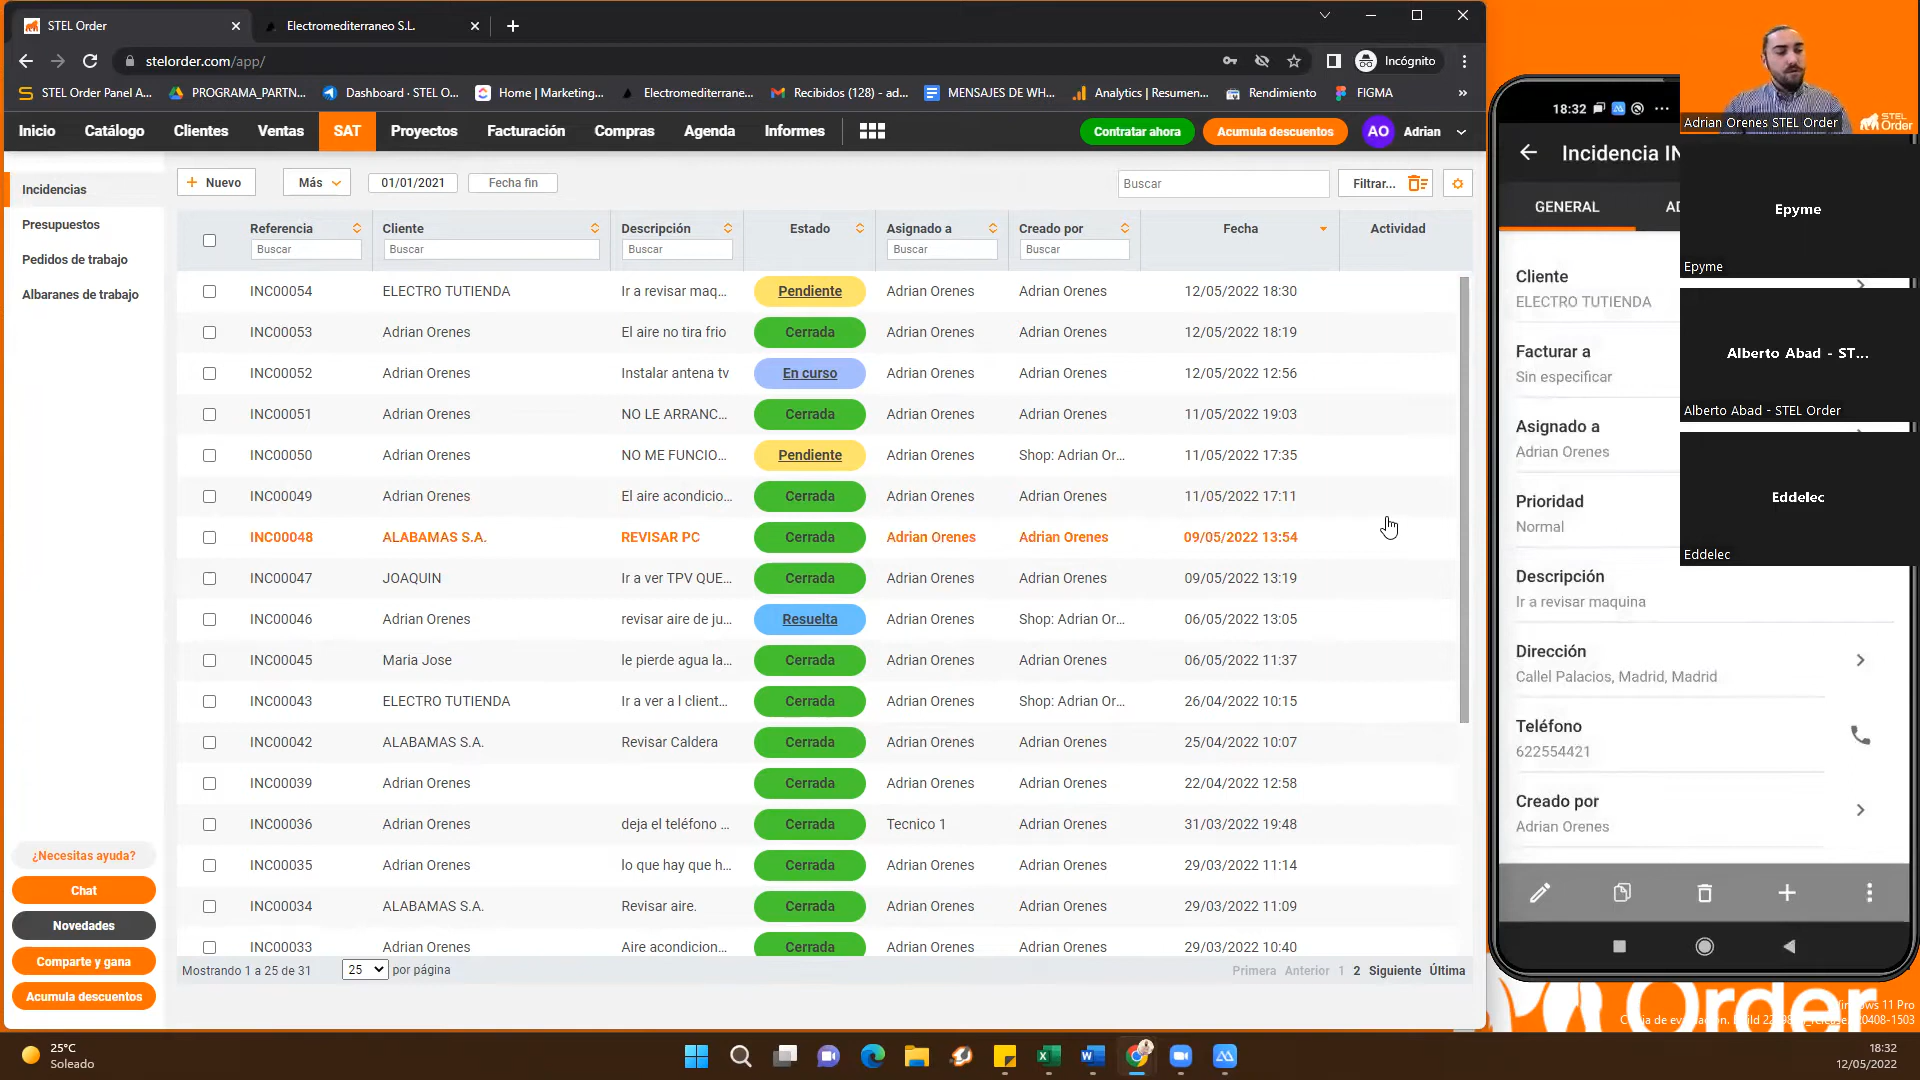 STEL Order
Electromediterraneo S.L.
stelorder.com/app/
Incógnito
STEL Order Panel A...
PROGRAMA_PARTN...
Dashboard · STEL O...
Home | Marketing...
Electromediterrane...
Recibidos (128) - ad...
MENSAJES DE WH...
Analytics | Resumen...
Rendimiento
FIGMA
»
Inicio Catálogo Clientes Ventas SAT Proyectos Facturación Compras Agenda Informes
Contratar ahora
Acumula descuentos
AO Adrian
Incidencias
Presupuestos
Pedidos de trabajo
Albaranes de trabajo
+ Nuevo
Más
01/01/2021
Fecha fin
Buscar
Filtrar...
Referencia Cliente Descripción Estado Asignado a Creado por Fecha Actividad
Buscar Buscar Buscar Buscar Buscar
INC00054 ELECTRO TUTIENDA Ir a revisar maq... Pendiente Adrian Orenes Adrian Orenes 12/05/2022 18:30
INC00053 Adrian Orenes El aire no tira frio Cerrada Adrian Orenes Adrian Orenes 12/05/2022 18:19
INC00052 Adrian Orenes Instalar antena tv En curso Adrian Orenes Adrian Orenes 12/05/2022 12:56
INC00051 Adrian Orenes NO LE ARRANC... Cerrada Adrian Orenes Adrian Orenes 11/05/2022 19:03
INC00050 Adrian Orenes NO ME FUNCIO... Pendiente Adrian Orenes Shop: Adrian Or... 11/05/2022 17:35
INC00049 Adrian Orenes El aire acondicio... Cerrada Adrian Orenes Adrian Orenes 11/05/2022 17:11
INC00048 ALABAMAS S.A. REVISAR PC Cerrada Adrian Orenes Adrian Orenes 09/05/2022 13:54
INC00047 JOAQUIN Ir a ver TPV QUE... Cerrada Adrian Orenes Adrian Orenes 09/05/2022 13:19
INC00046 Adrian Orenes revisar aire de ju... Resuelta Adrian Orenes Shop: Adrian Or... 06/05/2022 13:05
INC00045 Maria Jose le pierde agua la... Cerrada Adrian Orenes Adrian Orenes 06/05/2022 11:37
INC00043 ELECTRO TUTIENDA Ir a ver a l client... Cerrada Adrian Orenes Shop: Adrian Or... 26/04/2022 10:15
INC00042 ALABAMAS S.A. Revisar Caldera Cerrada Adrian Orenes Adrian Orenes 25/04/2022 10:07
INC00039 Adrian Orenes Cerrada Adrian Orenes Adrian Orenes 22/04/2022 12:58
INC00036 Adrian Orenes deja el teléfono ... Cerrada Tecnico 1 Adrian Orenes 31/03/2022 19:48
INC00035 Adrian Orenes lo que hay que h... Cerrada Adrian Orenes Adrian Orenes 29/03/2022 11:14
INC00034 ALABAMAS S.A. Revisar aire. Cerrada Adrian Orenes Adrian Orenes 29/03/2022 11:09
INC00033 Adrian Orenes Aire acondicion... Cerrada Adrian Orenes Adrian Orenes 29/03/2022 10:40
Mostrando 1 a 25 de 31
25 por página
Primera Anterior 1 2 Siguiente Última
¿Necesitas ayuda?
Chat
Novedades
Comparte y gana
Acumula descuentos
18:32
Incidencia IN
GENERAL
AD
Cliente
ELECTRO TUTIENDA
Facturar a
Sin especificar
Asignado a
Adrian Orenes
Prioridad
Normal
Descripción
Ir a revisar maquina
Dirección
Callel Palacios, Madrid, Madrid
Teléfono
622554421
Creado por
Adrian Orenes
Adrian Orenes STEL Order
STEL Order
Epyme
Epyme
Alberto Abad - ST...
Alberto Abad - STEL Order
Eddelec
Eddelec
Order
11 Pro
25°C
Soleado
18:32
12/05/2022